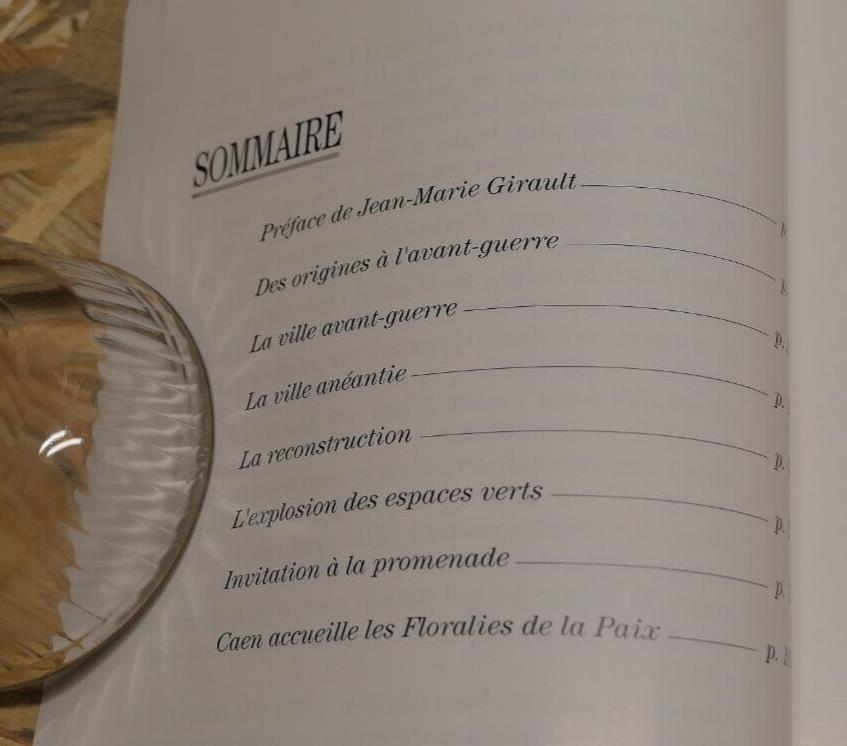 SOMMAIRE
Préface de Jean-Marie Girault
Des origines à l'avant-guerre
La ville avant-guerre p.
La ville anéantie p.
La reconstruction p.
L'explosion des espaces verts p.
Invitation à la promenade p.
Caen accueille les Floralies de la Paix p.